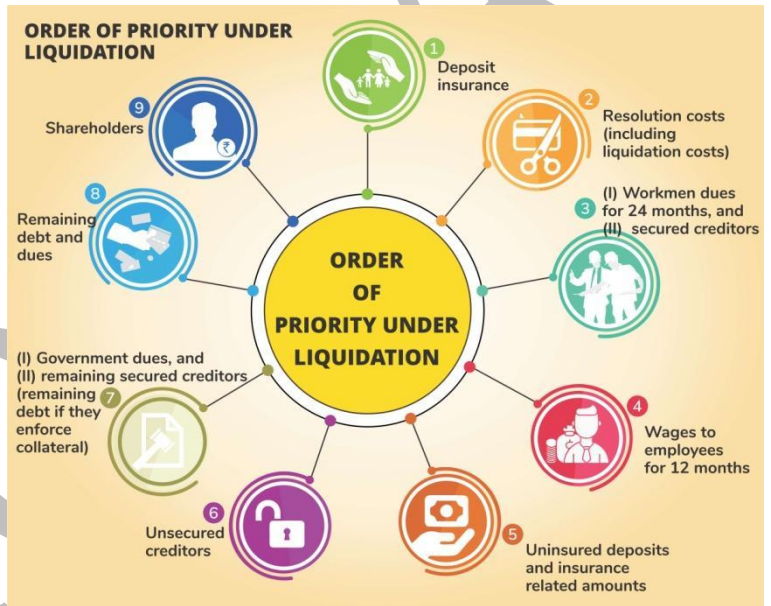 ORDER OF PRIORITY UNDER
LIQUIDATION
1
Deposit
insurance
2
Resolution costs
(including
liquidation costs)
3
(I) Workmen dues
for 24 months, and
(II) secured creditors
4
Wages to
employees
for 12 months
5
Uninsured deposits
and insurance
related amounts
6
Unsecured
creditors
7
(I) Government dues, and
(II) remaining secured creditors
(remaining
debt if they
enforce
collateral)
8
Remaining
debt and
dues
9
Shareholders
₹
ORDER
OF
PRIORITY UNDER
LIQUIDATION